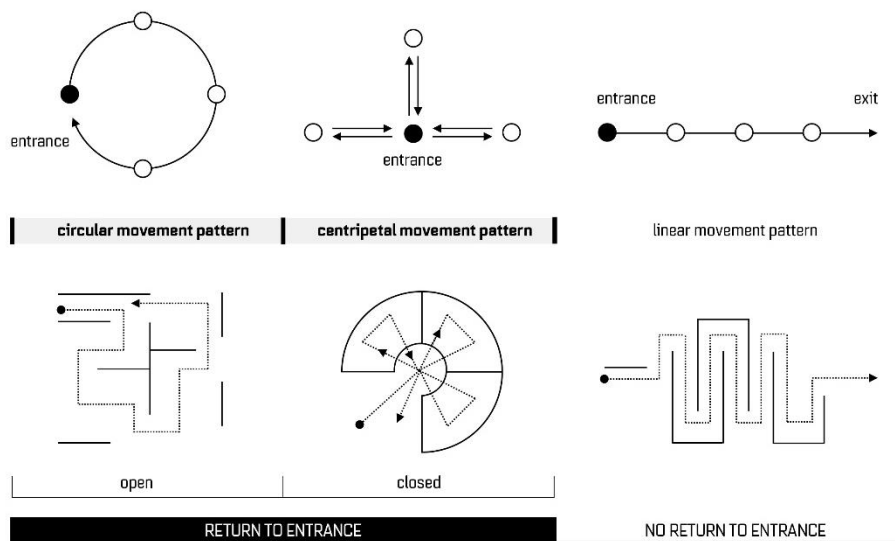 entrance
entrance
entrance
exit
circular movement pattern
centripetal movement pattern
linear movement pattern
open
closed
RETURN TO ENTRANCE
NO RETURN TO ENTRANCE